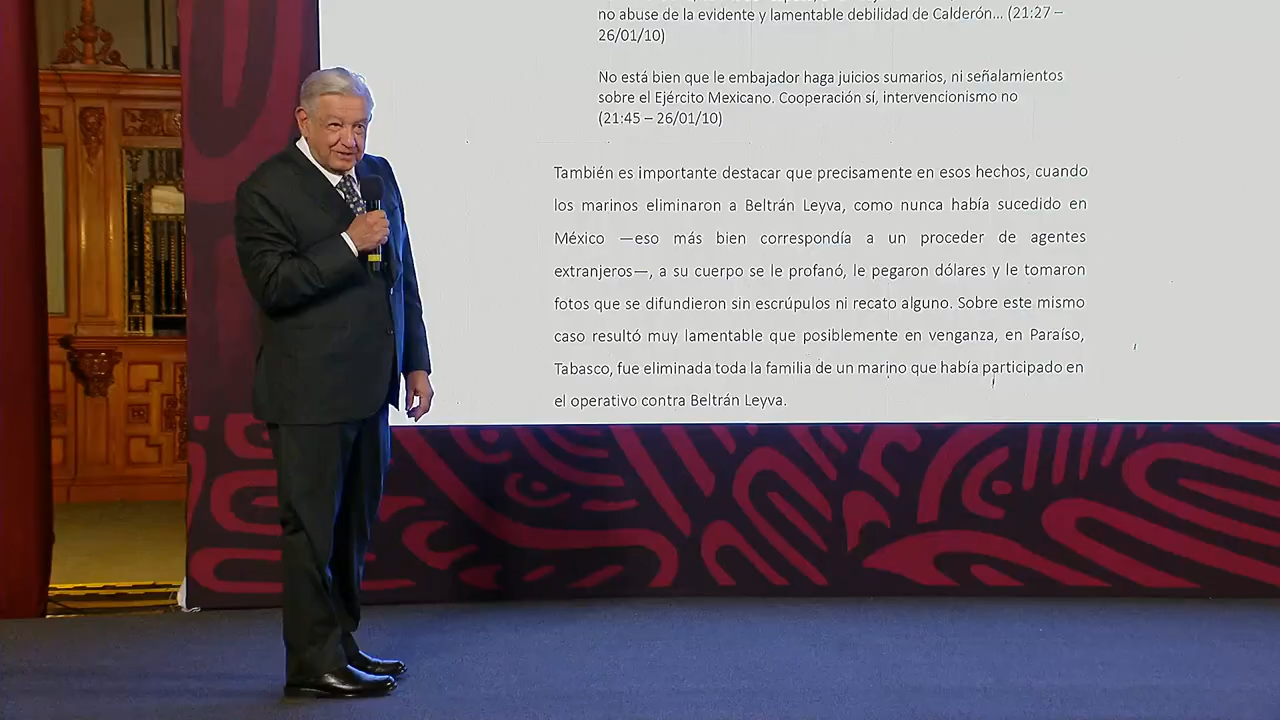 no abuse de la evidente y lamentable debilidad de Calderón... (21:27 –
26/01/10)
No está bien que le embajador haga juicios sumarios, ni señalamientos
sobre el Ejército Mexicano. Cooperación sí, intervencionismo no
(21:45 – 26/01/10)
También es importante destacar que precisamente en esos hechos, cuando
los marinos eliminaron a Beltrán Leyva, como nunca había sucedido en
México —eso más bien correspondía a un proceder de agentes
extranjeros—, a su cuerpo se le profanó, le pegaron dólares y le tomaron
fotos que se difundieron sin escrúpulos ni recato alguno. Sobre este mismo
caso resultó muy lamentable que posiblemente en venganza, en Paraíso,
Tabasco, fue eliminada toda la familia de un marino que había participado en
el operativo contra Beltrán Leyva.